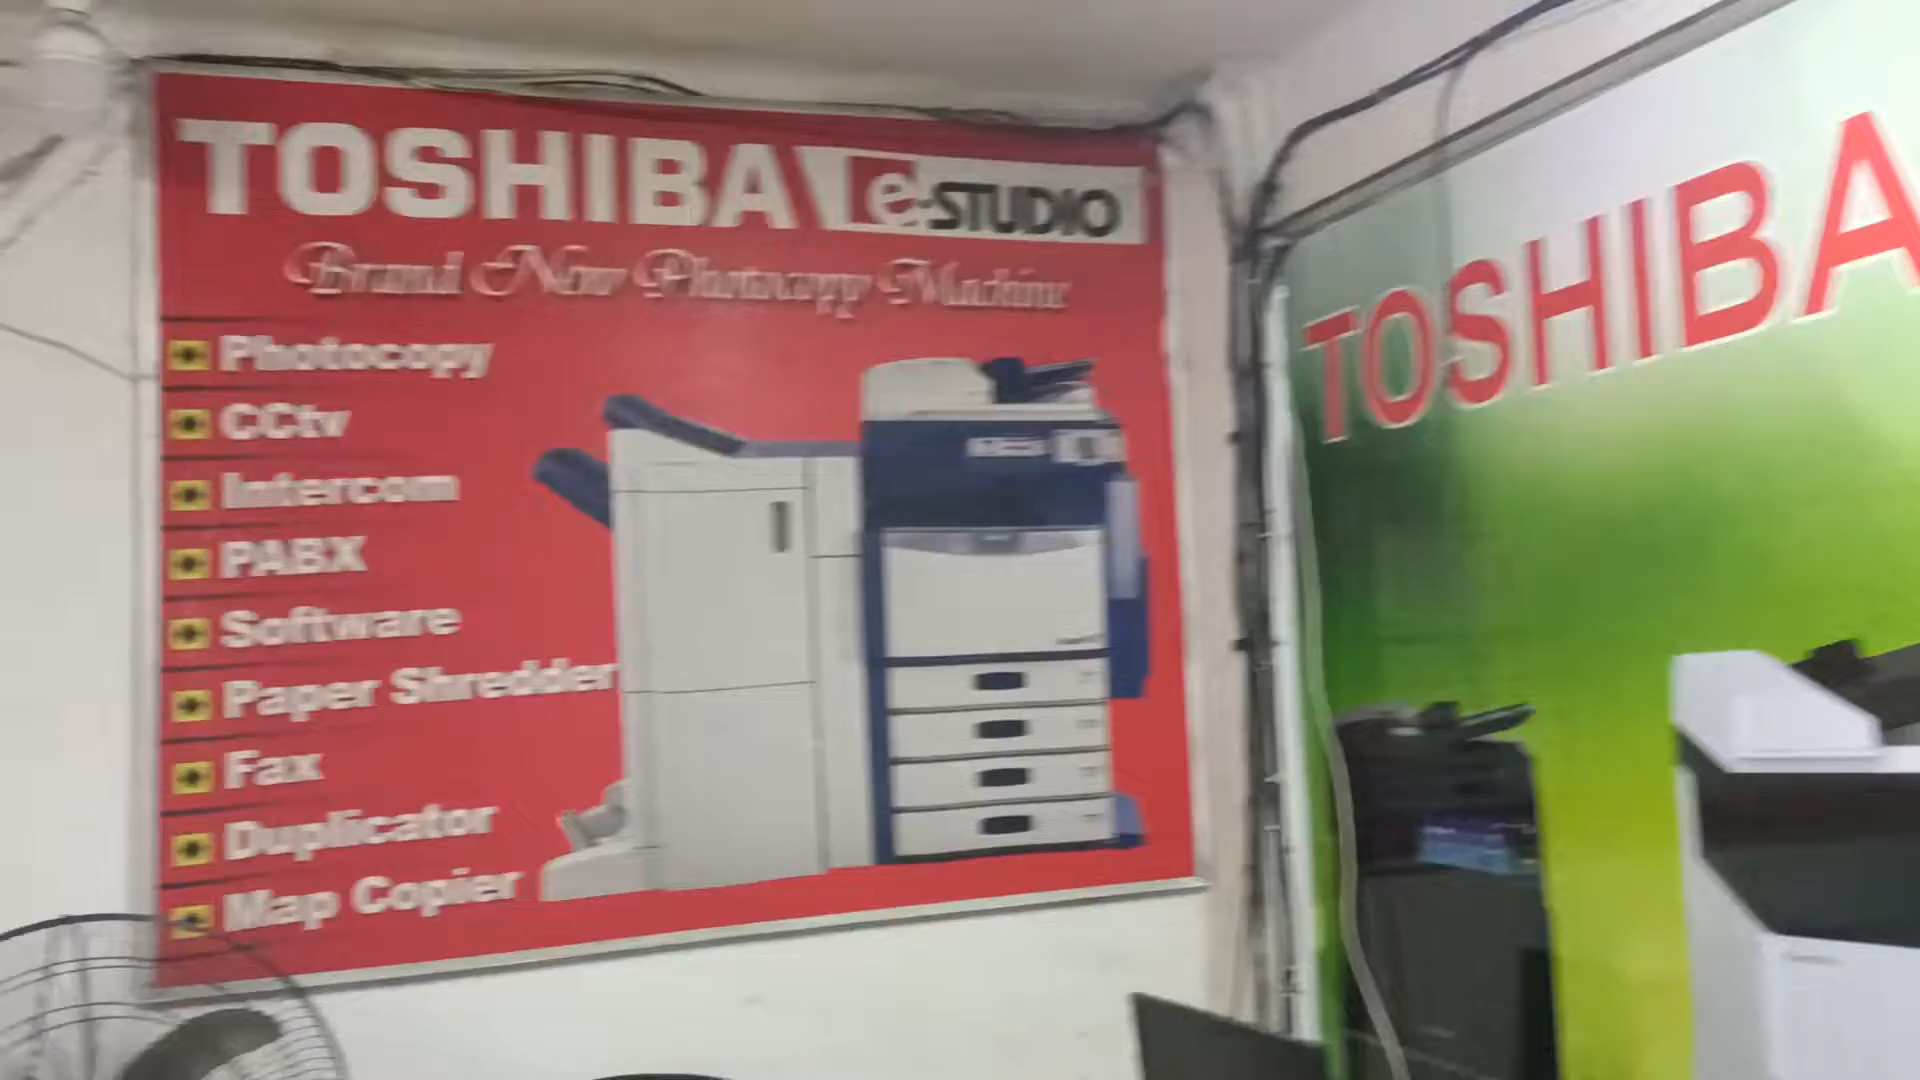 TOSHIBA e-STUDIO
Brand New Photocopy Machine
Photocopy
CCtv
Intercom
PABX
Software
Paper Shredder
Fax
Duplicator
Map Copier
TOSHIBA